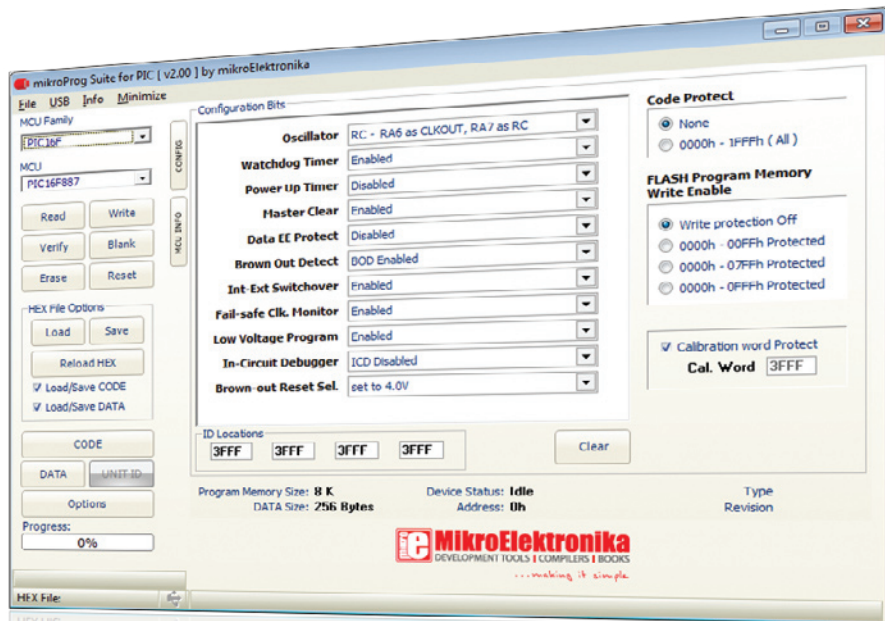 mikroProg Suite for PIC [ v2.00 ] by mikroElektronika
File USB Info Minimize
MCU Family
PIC16F
MCU
PIC16F887
Read Write
Verify Blank
Erase Reset
HEX File Options
Load Save
Reload HEX
Load/Save CODE
Load/Save DATA
CODE
DATA UNIT ID
Options
Progress:
0%
HEX File:
CONFIG
MCU INFO
Configuration Bits
Oscillator RC - RA6 as CLKOUT, RA7 as RC
Watchdog Timer Enabled
Power Up Timer Disabled
Master Clear Enabled
Data EE Protect Disabled
Brown Out Detect BOD Enabled
Int-Ext Switchover Enabled
Fail-safe Clk. Monitor Enabled
Low Voltage Program Enabled
In-Circuit Debugger ICD Disabled
Brown-out Reset Sel. set to 4.0V
ID Locations
3FFF 3FFF 3FFF 3FFF
Clear
Code Protect
None
0000h - 1FFFh ( All )
FLASH Program Memory
Write Enable
Write protection Off
0000h - 00FFh Protected
0000h - 07FFh Protected
0000h - 0FFFh Protected
Calibration word Protect
Cal. Word 3FFF
Program Memory Size: 8 K Device Status: Idle Type
DATA Size: 256 Bytes Address: 0h Revision
MikroElektronika
DEVELOPMENT TOOLS | COMPILERS | BOOKS
...making it simple